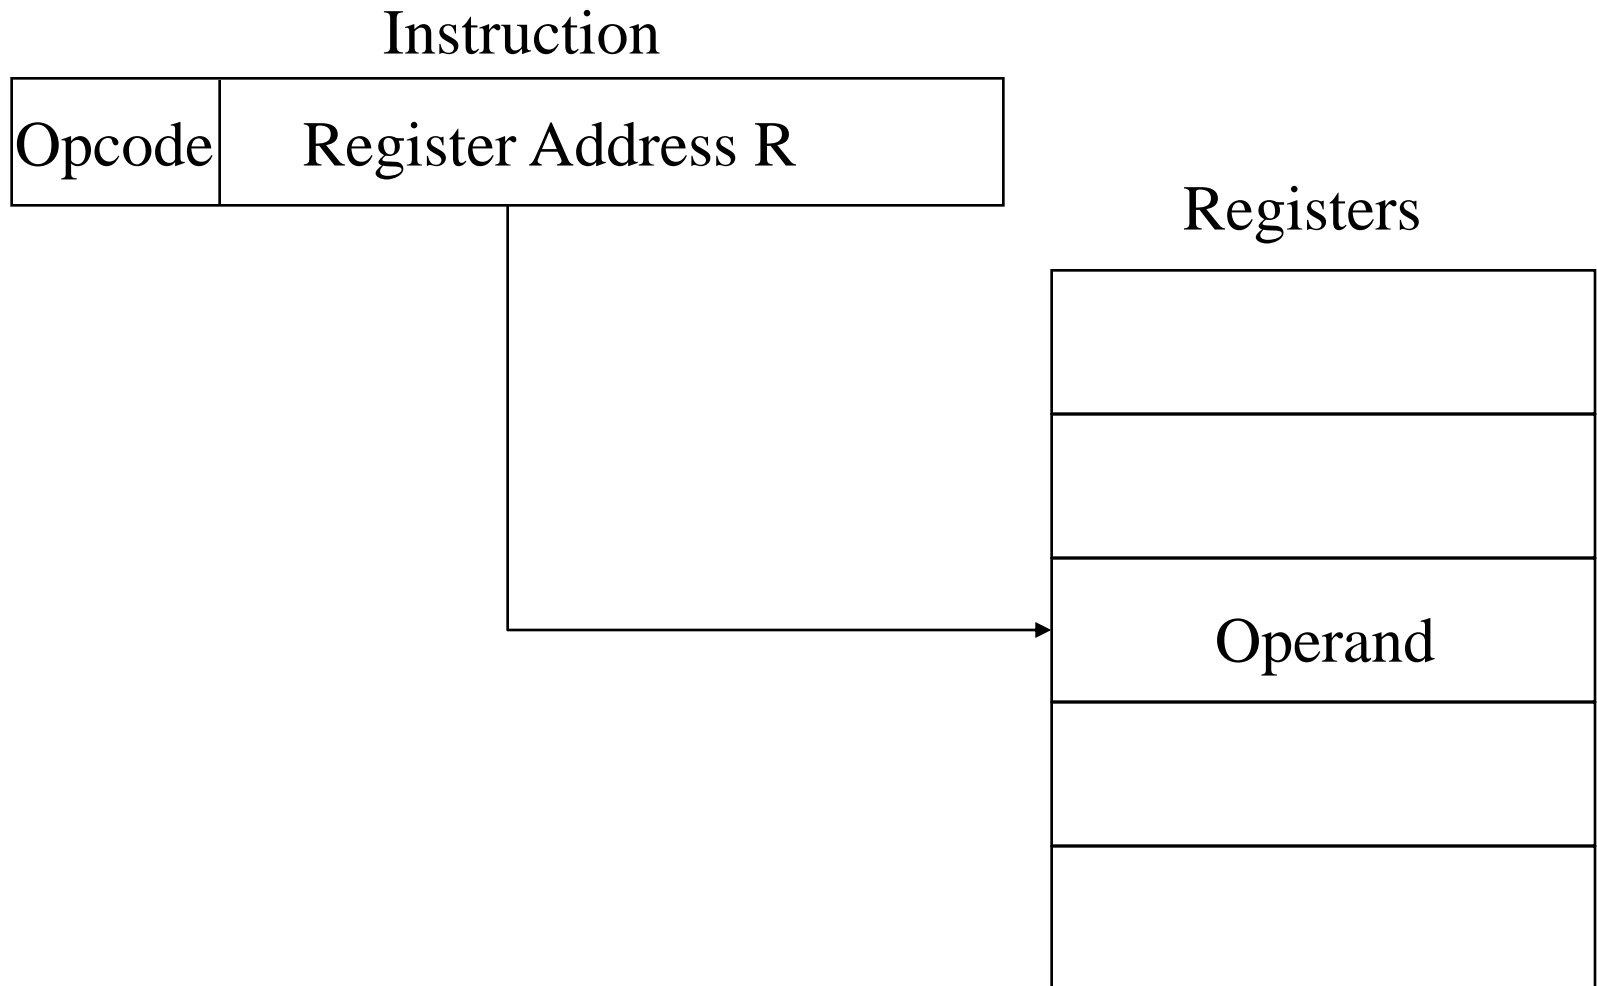 Instruction
Opcode
Register Address R
Registers
Operand